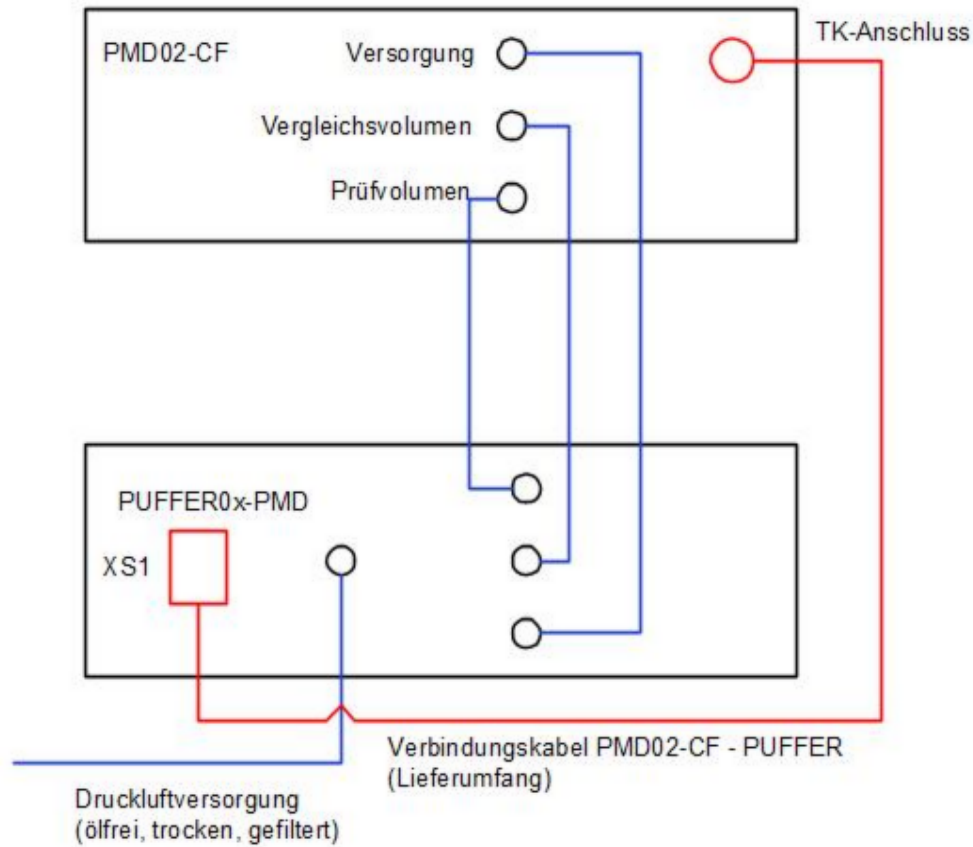 TK-Anschluss
PMD02-CF
Versorgung
Vergleichsvolumen
Prüfvolumen
PUFFER0x-PMD
XS1
Verbindungskabel PMD02-CF - PUFFER
(Lieferumfang)
Druckluftversorgung
(ölfrei, trocken, gefiltert)